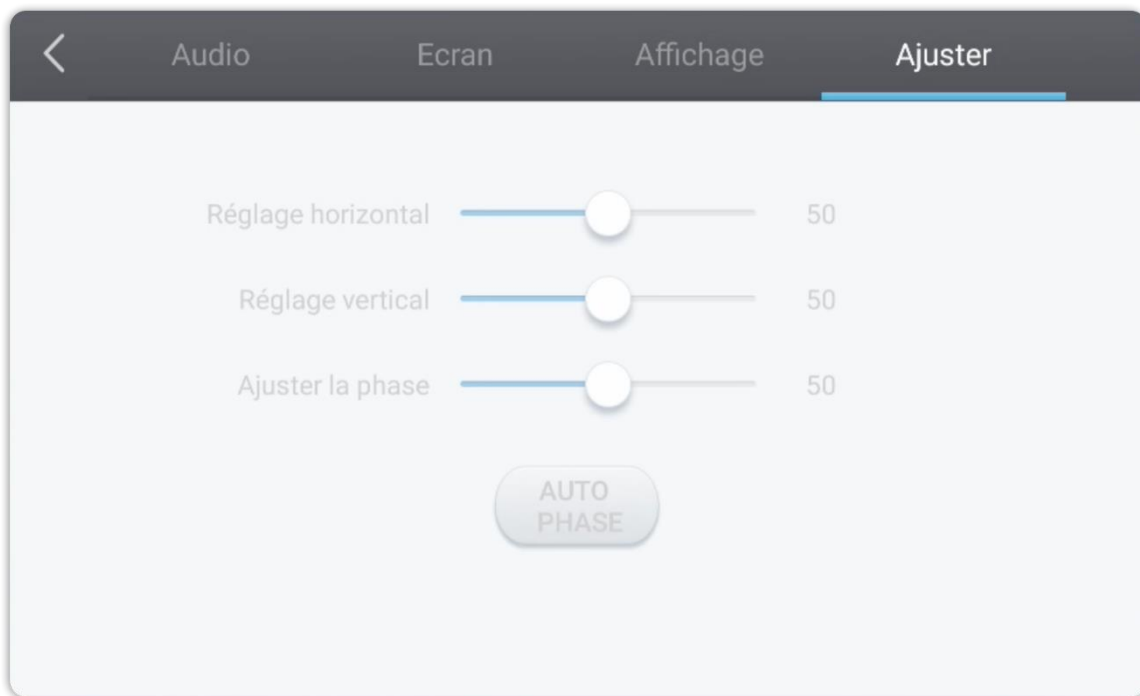 Audio Ecran Affichage Ajuster
Réglage horizontal 50
Réglage vertical 50
Ajuster la phase 50
AUTO
PHASE